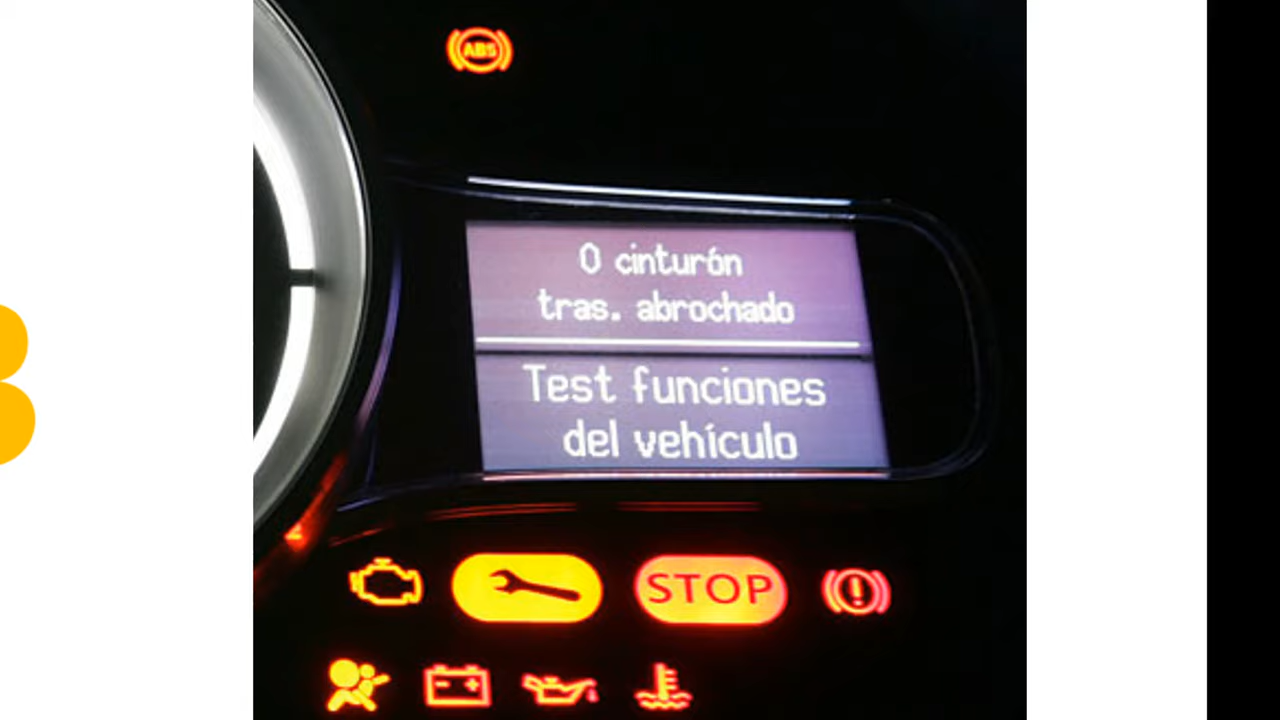 ABS
0 cinturón
tras. abrochado
Test funciones
del vehículo
STOP